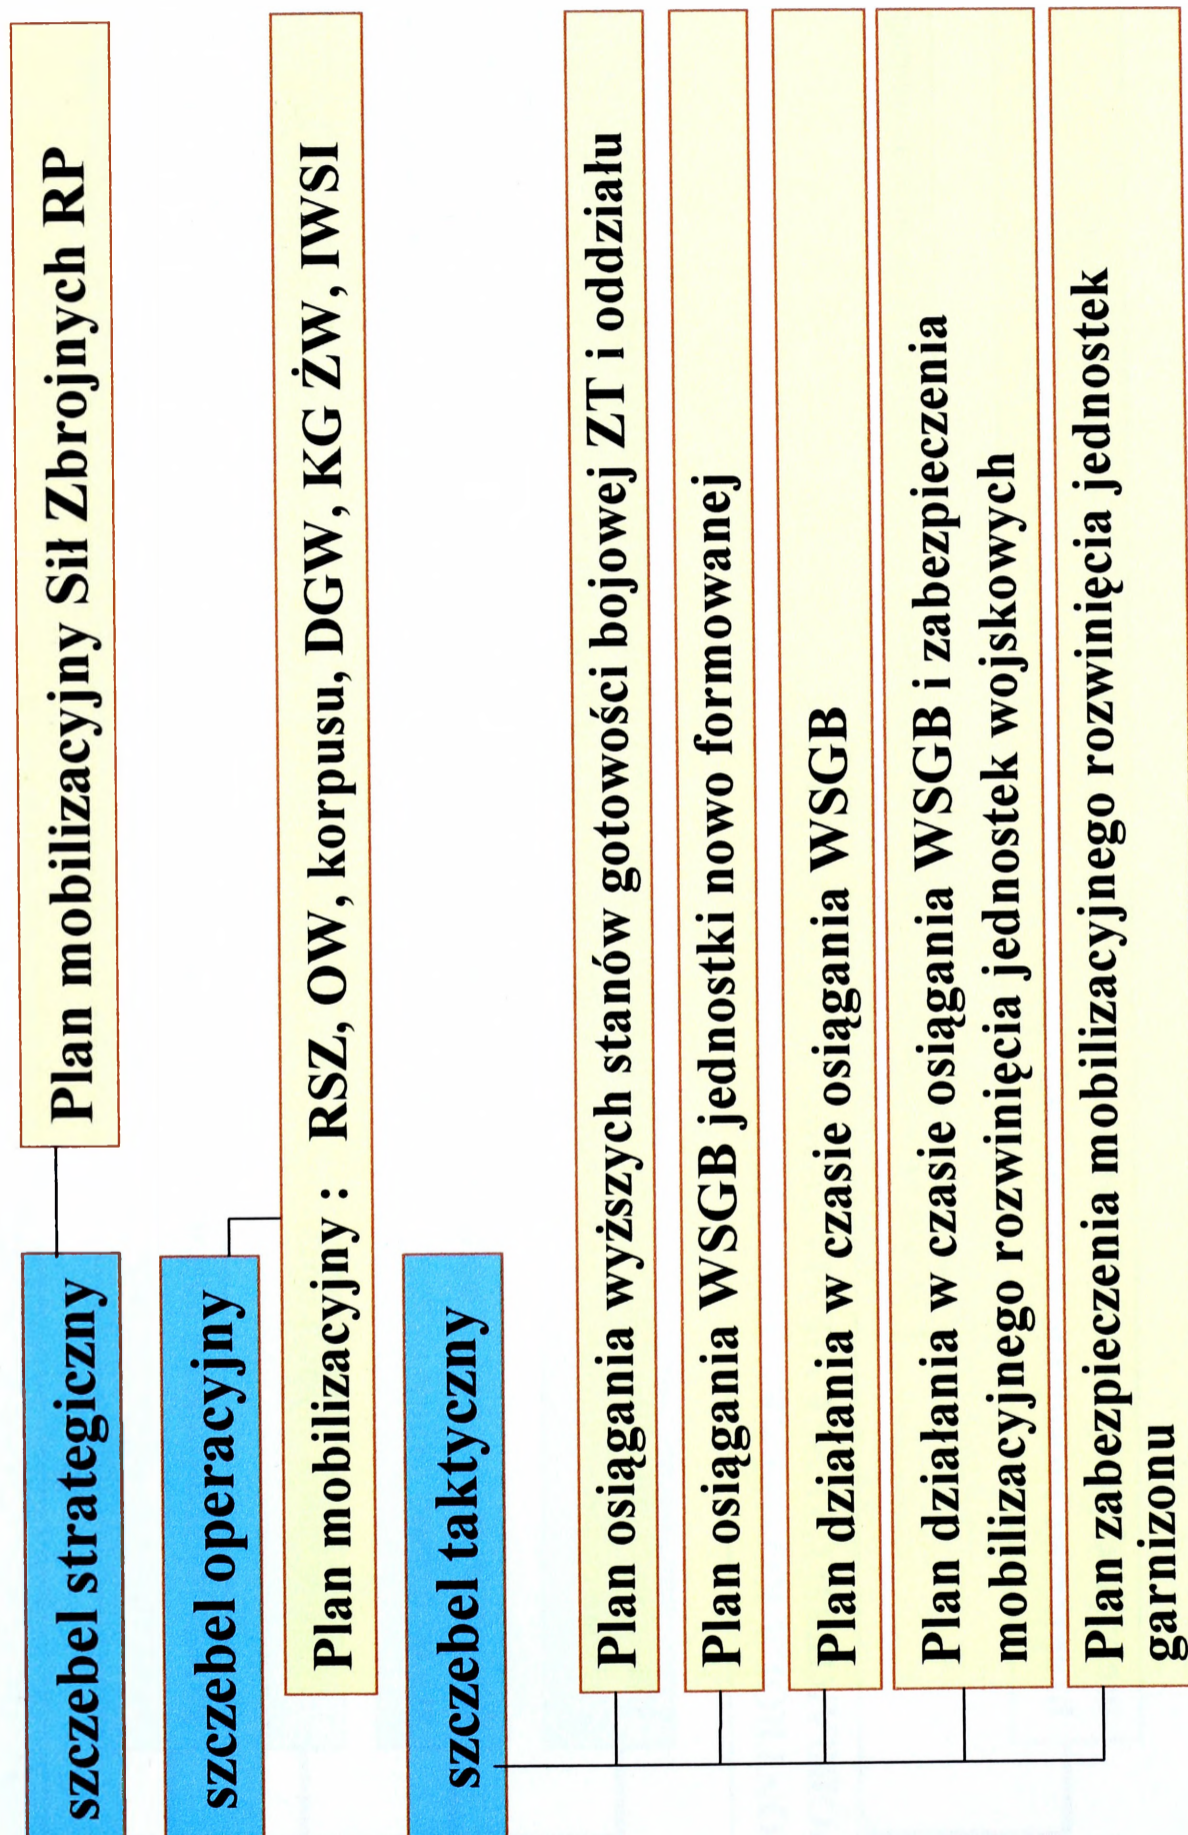 szczebel strategiczny
Plan mobilizacyjny Sił Zbrojnych RP
szczebel operacyjny
Plan mobilizacyjny : RSZ, OW, korpusu, DGW, KG ŻW, IWSI
szczebel taktyczny
Plan osiągania wyższych stanów gotowości bojowej ZT i oddziału
Plan osiągania WSGB jednostki nowo formowanej
Plan działania w czasie osiągania WSGB
Plan działania w czasie osiągania WSGB i zabezpieczenia
mobilizacyjnego rozwinięcia jednostek wojskowych
Plan zabezpieczenia mobilizacyjnego rozwinięcia jednostek
garnizonu